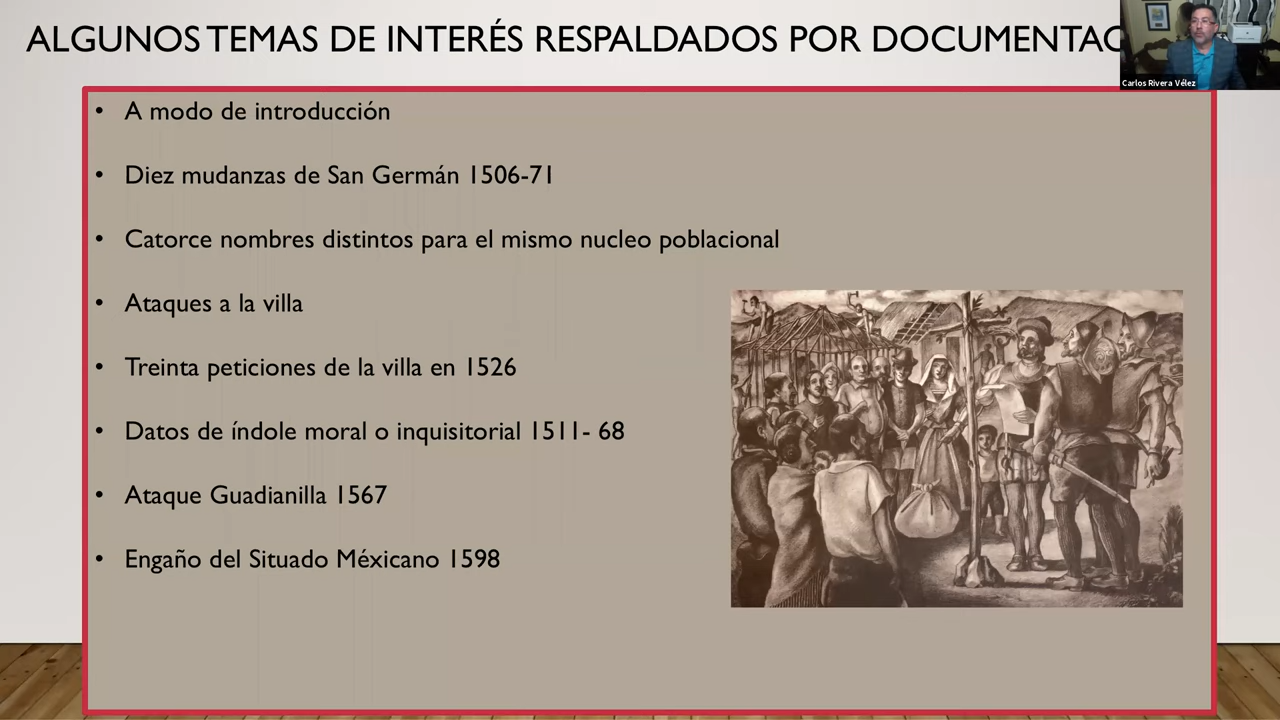 ALGUNOS TEMAS DE INTERÉS RESPALDADOS POR
Carlos Rivera Vélez
• A modo de introducción
• Diez mudanzas de San Germán 1506-71
• Catorce nombres distintos para el mismo nucleo poblacional
• Ataques a la villa
• Treinta peticiones de la villa en 1526
• Datos de índole moral o inquisitorial 1511- 68
• Ataque Guadianilla 1567
• Engaño del Situado Méxicano 1598